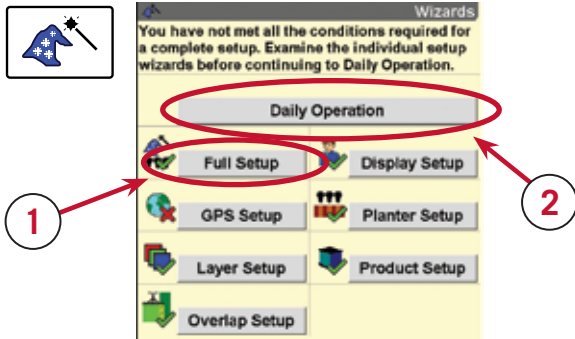 Wizards
You have not met all the conditions required for
a complete setup. Examine the individual setup
wizards before continuing to Daily Operation.
Daily Operation
Full Setup
Display Setup
1
2
GPS Setup
Planter Setup
Layer Setup
Product Setup
Overlap Setup